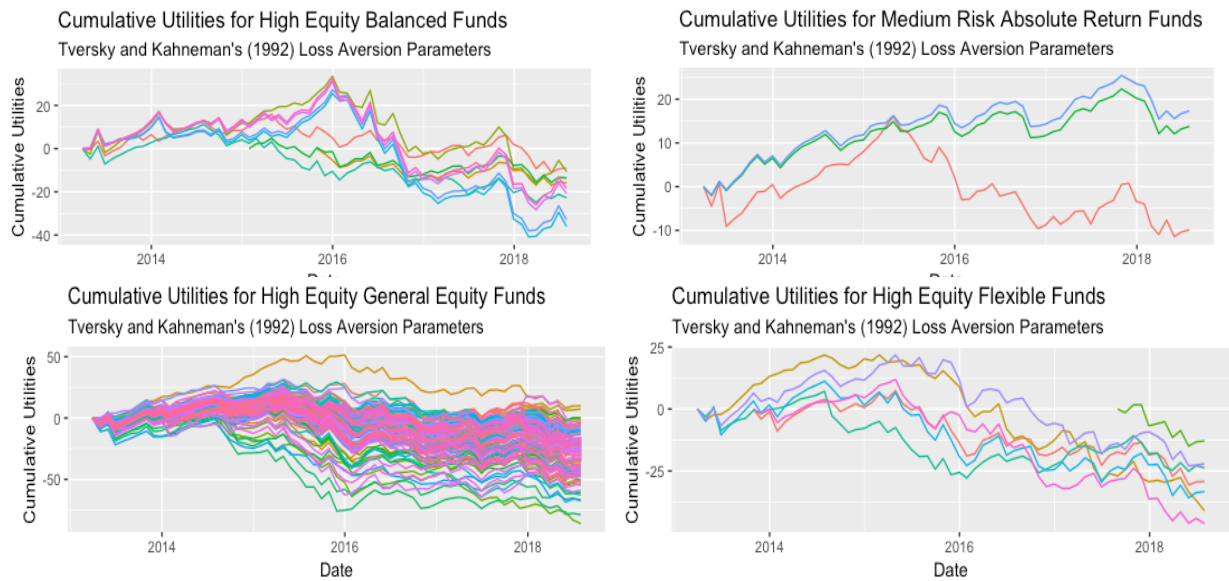 Cumulative Utilities for High Equity Balanced Funds
Tversky and Kahneman's (1992) Loss Aversion Parameters
Cumulative Utilities
20
0
-20
-40
2014
2016
2018
Cumulative Utilities for Medium Risk Absolute Return Funds
Tversky and Kahneman's (1992) Loss Aversion Parameters
Cumulative Utilities
20
10
0
-10
2014
2016
2018
Cumulative Utilities for High Equity General Equity Funds
Tversky and Kahneman's (1992) Loss Aversion Parameters
Cumulative Utilities
50
0
-50
2014
2016
2018
Date
Cumulative Utilities for High Equity Flexible Funds
Tversky and Kahneman's (1992) Loss Aversion Parameters
Cumulative Utilities
25
0
-25
2014
2016
2018
Date